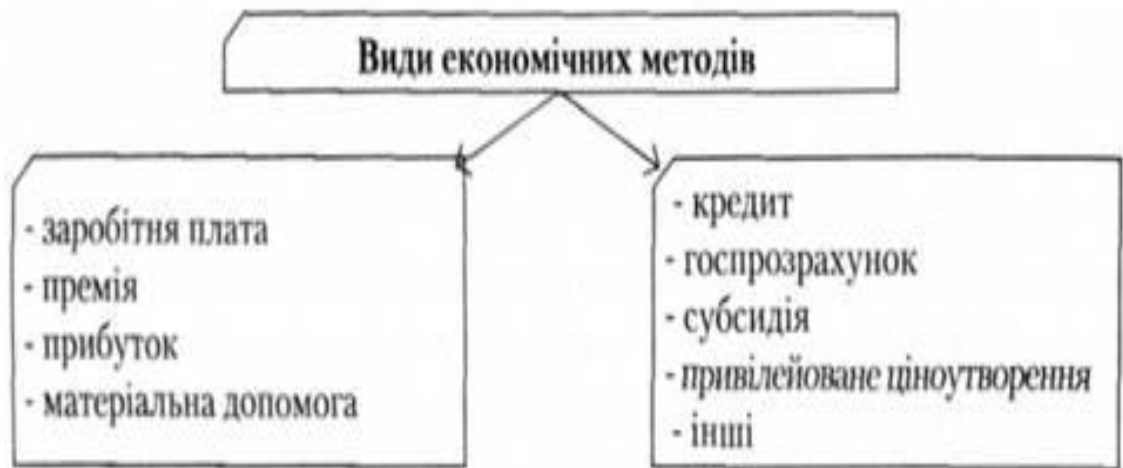 Види економічних методів
- заробітня плата
- премія
- прибуток
- матеріальна допомога
- кредит
- госпрозрахунок
- субсидія
- привілейоване ціноутворення
- інші